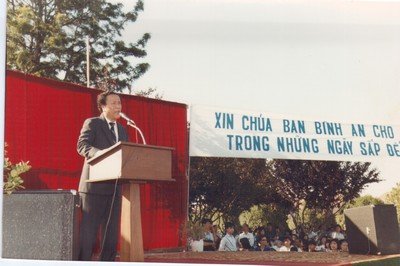 XIN CHÚA BAN BÌNH AN CHO
TRONG NHỮNG NGÀY SẮP ĐẾ